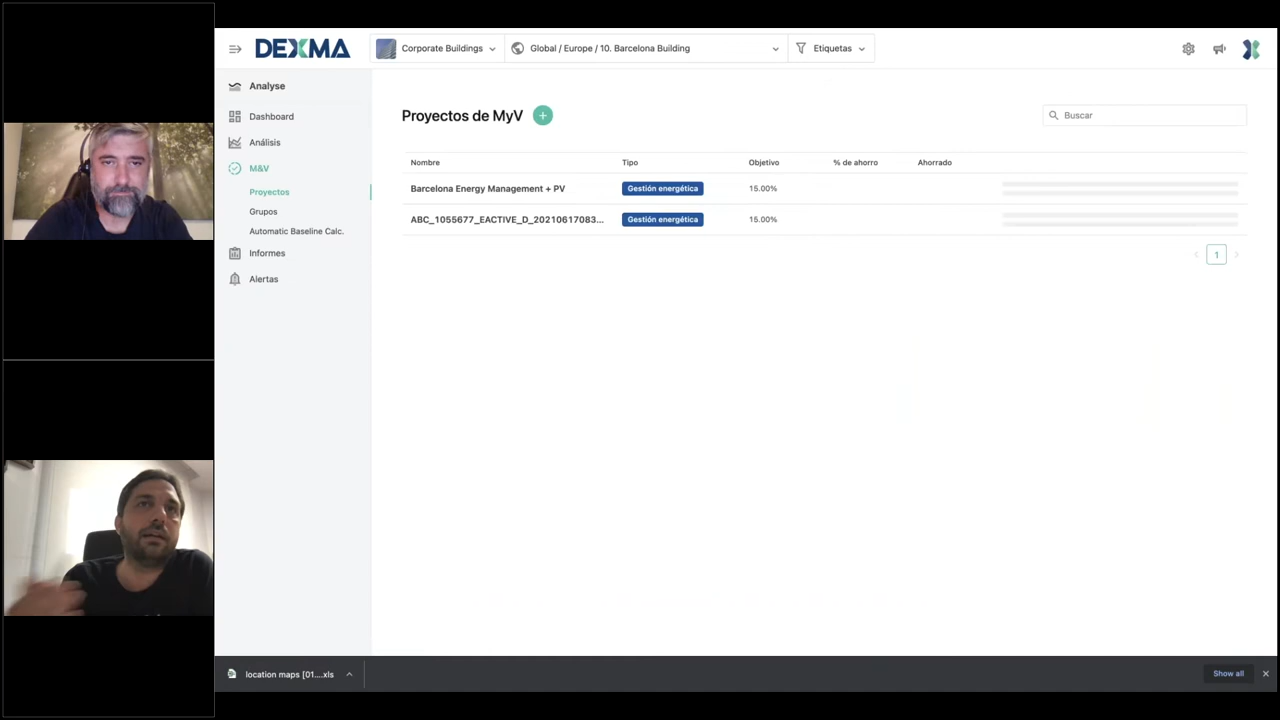 DEXMA
Corporate Buildings
Global / Europe / 10. Barcelona Building
Etiquetas
Analyse
Dashboard
Análisis
M&V
Proyectos
Grupos
Automatic Baseline Calc.
Informes
Alertas
Proyectos de MyV
+
Buscar
Nombre Tipo Objetivo % de ahorro Ahorrado
Barcelona Energy Management + PV Gestión energética 15.00%
ABC_1055677_EACTIVE_D_20210617083... Gestión energética 15.00%
1
location maps [01....xls
Show all